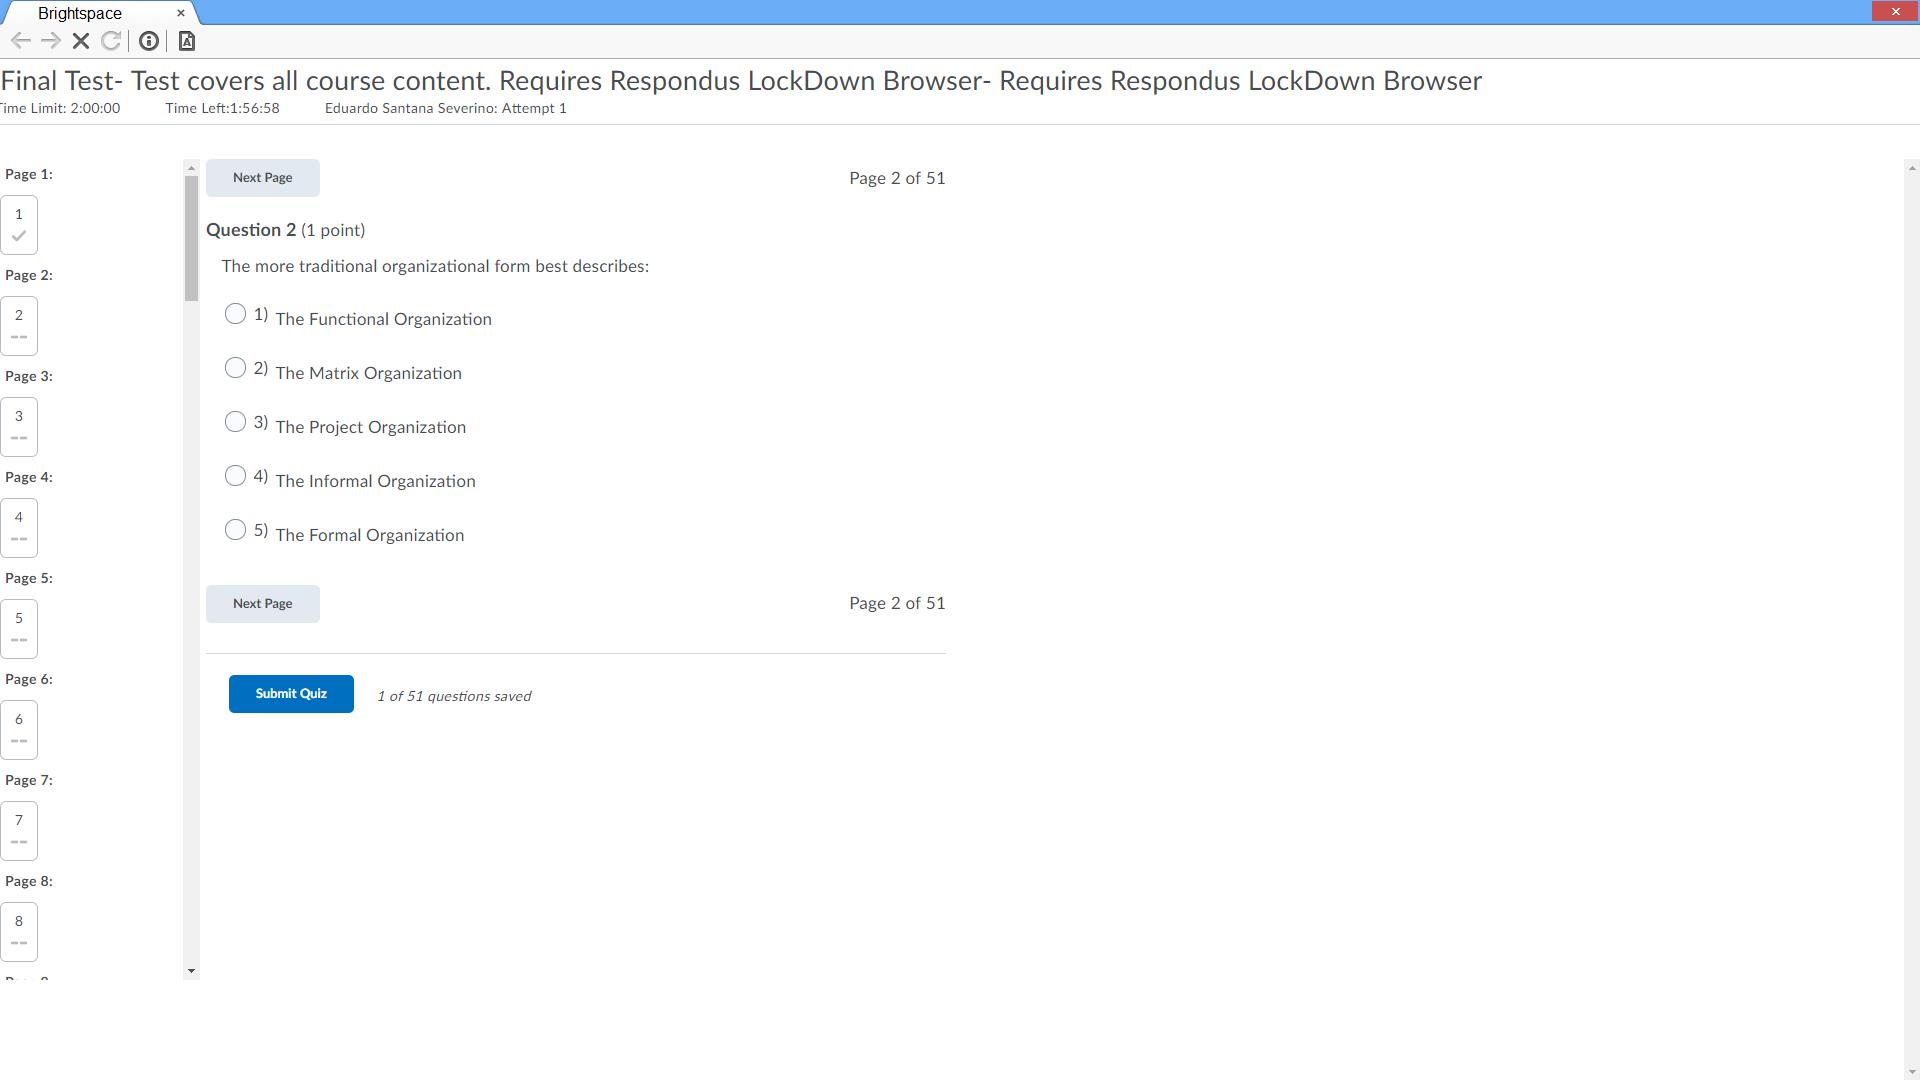 Brightspace
Final Test- Test covers all course content. Requires Respondus LockDown Browser- Requires Respondus LockDown Browser
Time Limit: 2:00:00 Time Left:1:56:58 Eduardo Santana Severino: Attempt 1
Page 1:
1
Page 2:
2
--
Page 3:
3
--
Page 4:
4
--
Page 5:
5
--
Page 6:
6
--
Page 7:
7
--
Page 8:
8
--
Next Page Page 2 of 51
Question 2 (1 point)
The more traditional organizational form best describes:
1) The Functional Organization
2) The Matrix Organization
3) The Project Organization
4) The Informal Organization
5) The Formal Organization
Next Page Page 2 of 51
Submit Quiz 1 of 51 questions saved